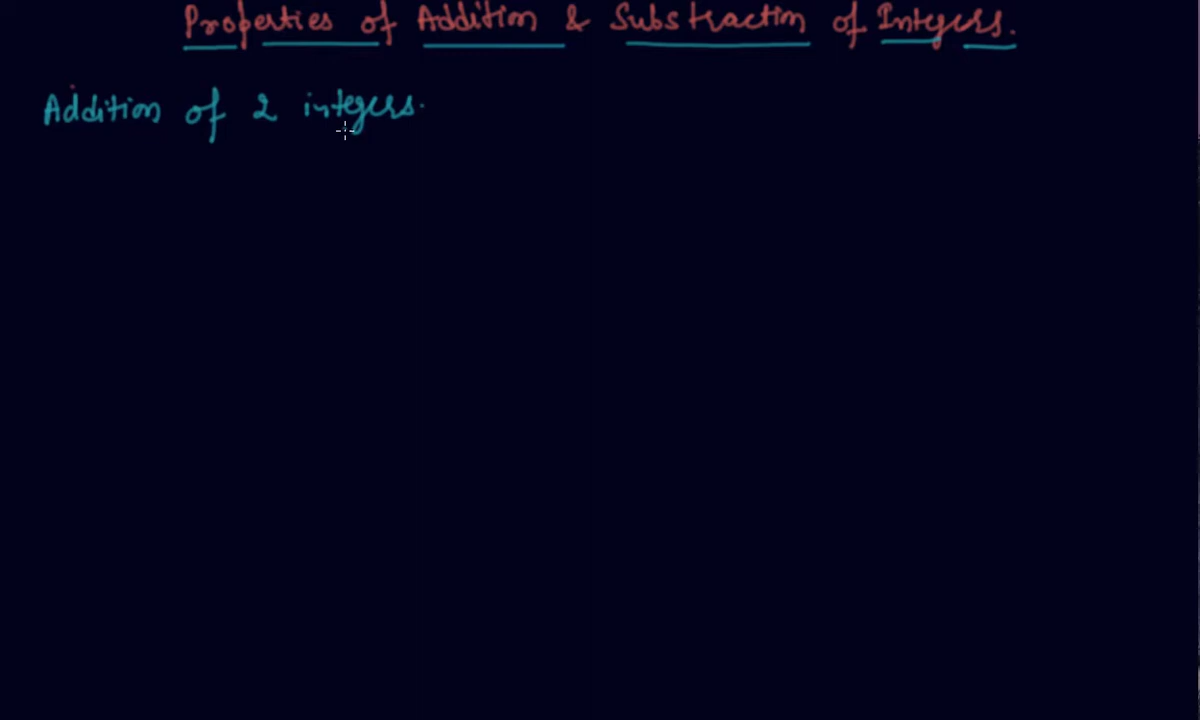 Properties of Addition & Substraction of Integers.
Addition of 2 integers.